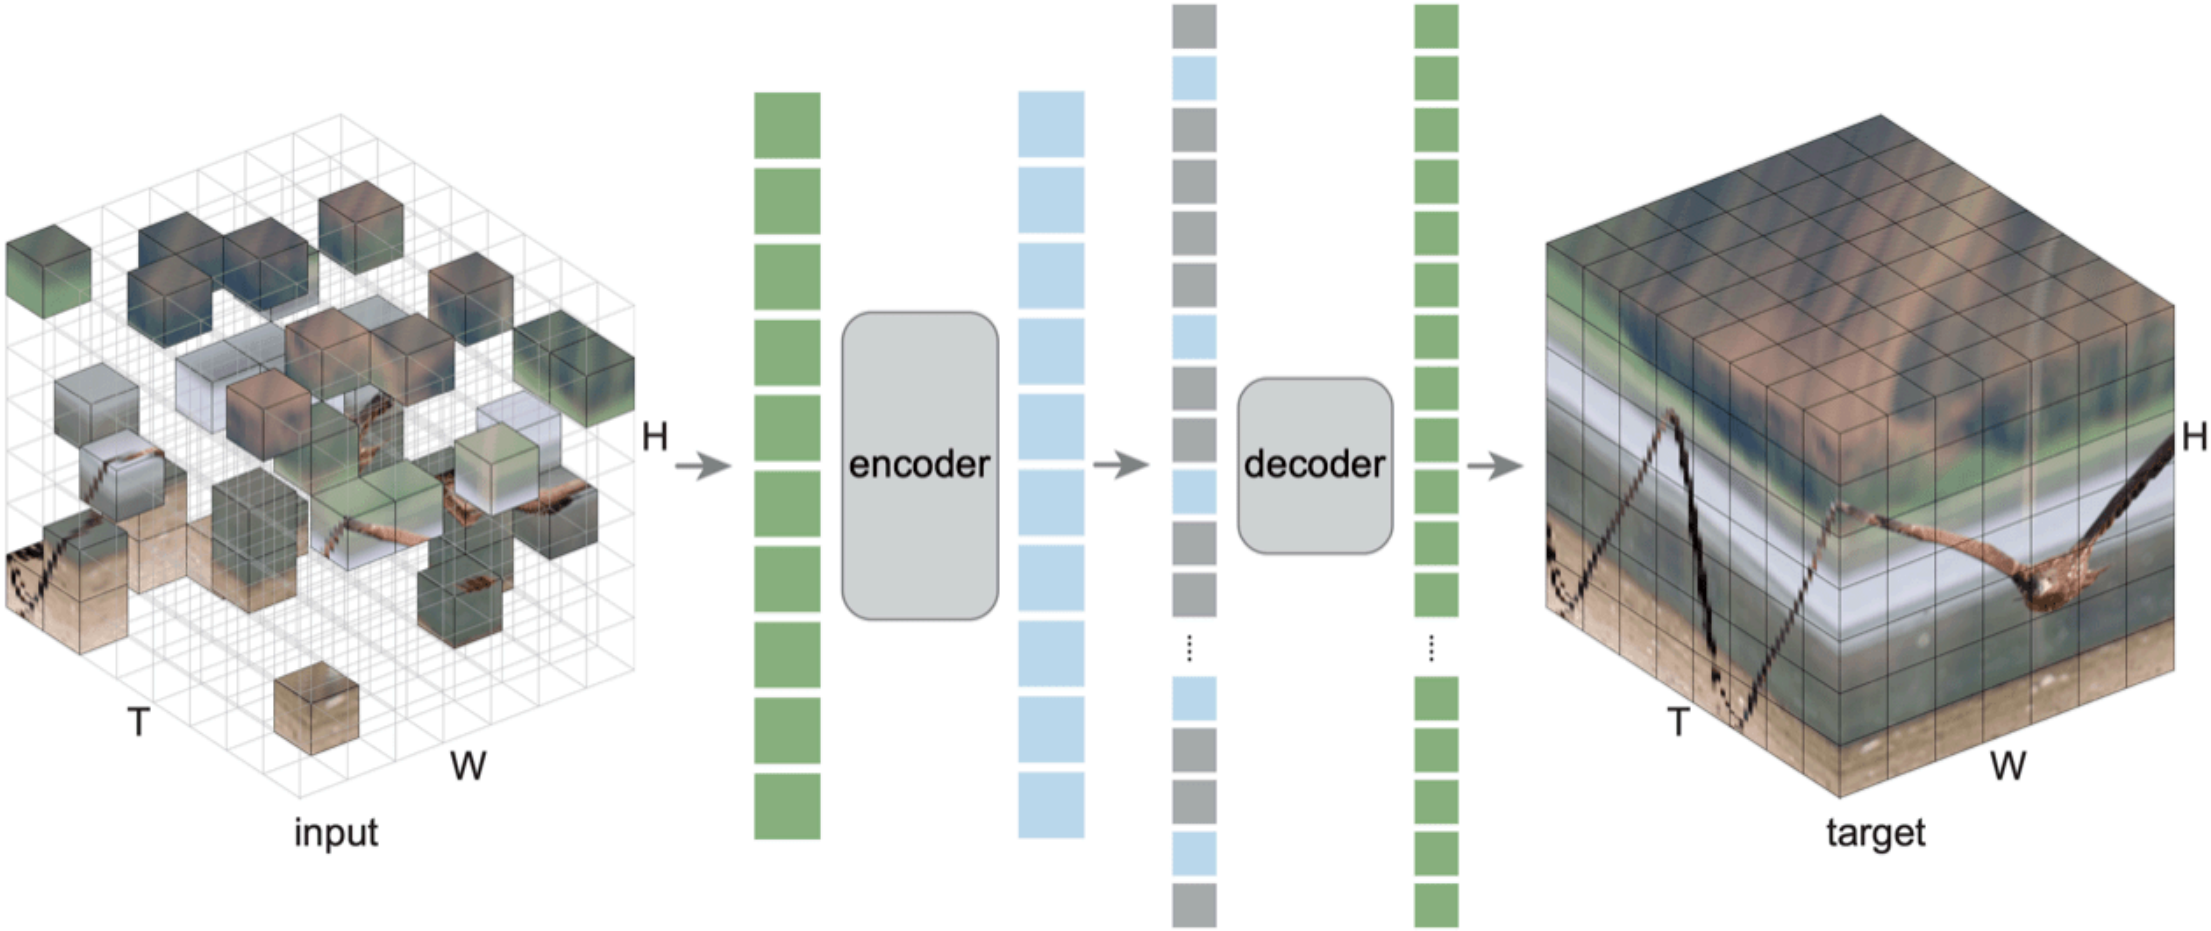 H
encoder
decoder
H
T
W
T
W
input
target